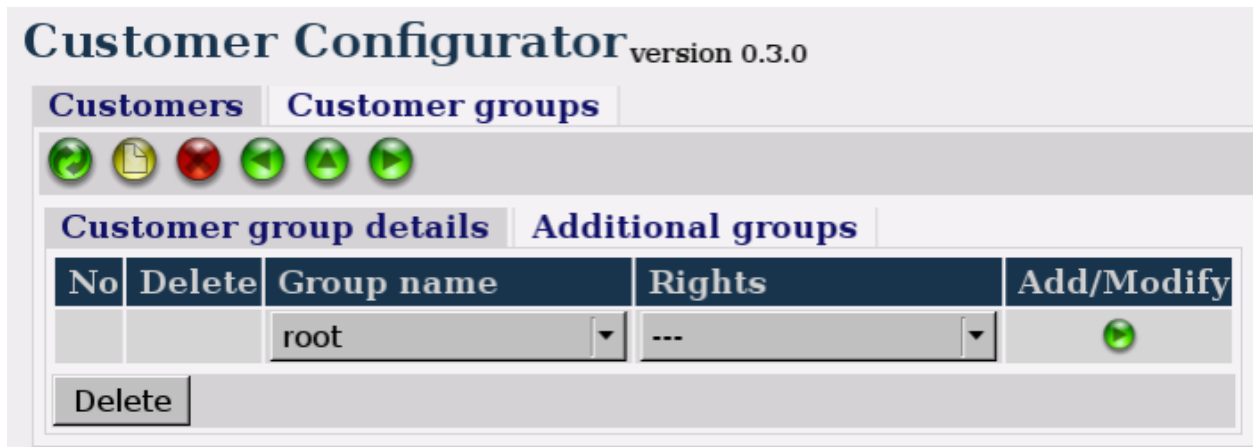 Customer Configurator version 0.3.0
Customers Customer groups
Customer group details Additional groups
No Delete Group name Rights Add/Modify
root ---
Delete